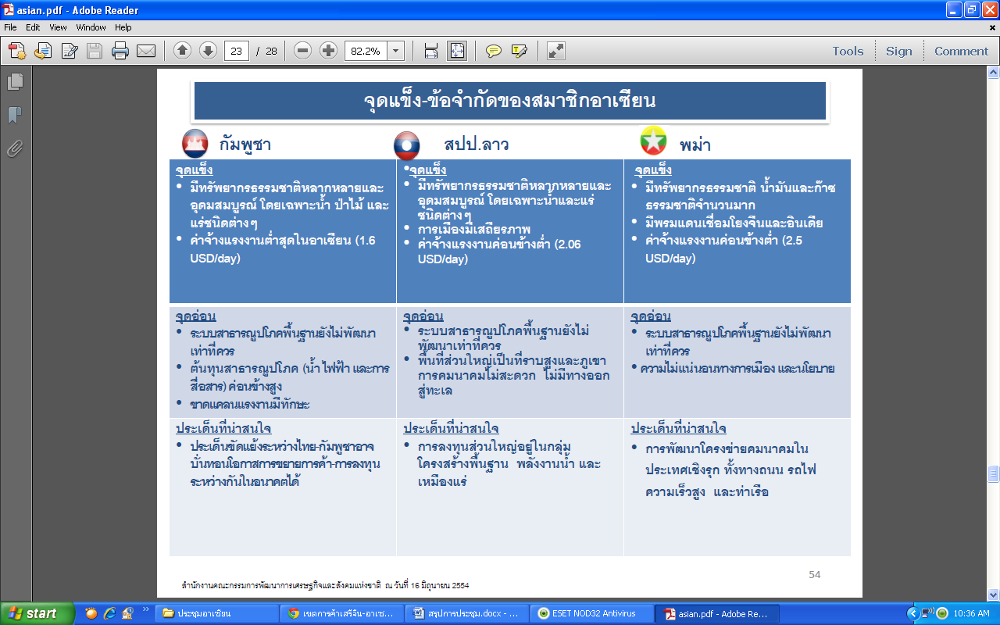 asian.pdf - Adobe Reader
File Edit View Window Help
23 / 28 82.2% Tools Sign Comment
จุดแข็ง-ข้อจำกัดของสมาชิกอาเซียน
กัมพูชา
สปป.ลาว
พม่า
จุดแข็ง
• มีทรัพยากรธรรมชาติหลากหลายและ
อุดมสมบูรณ์ โดยเฉพาะน้ำ ป่าไม้ และ
แร่ชนิดต่างๆ
• ค่าจ้างแรงงานต่ำสุดในอาเซียน (1.6
USD/day)
•จุดแข็ง
• มีทรัพยากรธรรมชาติหลากหลายและ
อุดมสมบูรณ์ โดยเฉพาะน้ำและแร่
ชนิดต่างๆ
• การเมืองมีเสถียรภาพ
• ค่าจ้างแรงงานค่อนข้างต่ำ (2.06
USD/day)
จุดแข็ง
• มีทรัพยากรธรรมชาติ น้ำมันและก๊าซ
ธรรมชาติจำนวนมาก
• มีพรมแดนเชื่อมโยงจีนและอินเดีย
• ค่าจ้างแรงงานค่อนข้างต่ำ (2.5
USD/day)
จุดอ่อน
• ระบบสาธารณูปโภคพื้นฐานยังไม่พัฒนา
เท่าที่ควร
• ต้นทุนสาธารณูปโภค (น้ำ ไฟฟ้า และการ
สื่อสาร) ค่อนข้างสูง
• ขาดแคลนแรงงานมีทักษะ
จุดอ่อน
• ระบบสาธารณูปโภคพื้นฐานยังไม่
พัฒนาเท่าที่ควร
• พื้นที่ส่วนใหญ่เป็นที่ราบสูงและภูเขา
การคมนาคมไม่สะดวก ไม่มีทางออก
สู่ทะเล
จุดอ่อน
• ระบบสาธารณูปโภคพื้นฐานยังไม่พัฒนา
เท่าที่ควร
• ความไม่แน่นอนทางการเมือง และนโยบาย
ประเด็นที่น่าสนใจ
• ประเด็นขัดแย้งระหว่างไทย-กัมพูชาอาจ
บั่นทอนโอกาสการขยายการค้า-การลงทุน
ระหว่างกันในอนาคตได้
ประเด็นที่น่าสนใจ
• การลงทุนส่วนใหญ่อยู่ในกลุ่ม
โครงสร้างพื้นฐาน พลังงานน้ำ และ
เหมืองแร่
ประเด็นที่น่าสนใจ
• การพัฒนาโครงข่ายคมนาคมใน
ประเทศเชิงรุก ทั้งทางถนน รถไฟ
ความเร็วสูง และท่าเรือ
54
สำนักงานคณะกรรมการพัฒนาการเศรษฐกิจและสังคมแห่งชาติ ณ วันที่ 16 มิถุนายน 2554
start ประชุมอาเซียน เขตการค้าเสรีจีน-อาเซ... สรุปการประชุม.docx - ... ESET NOD32 Antivirus asian.pdf - Adobe Re... 10:36 AM